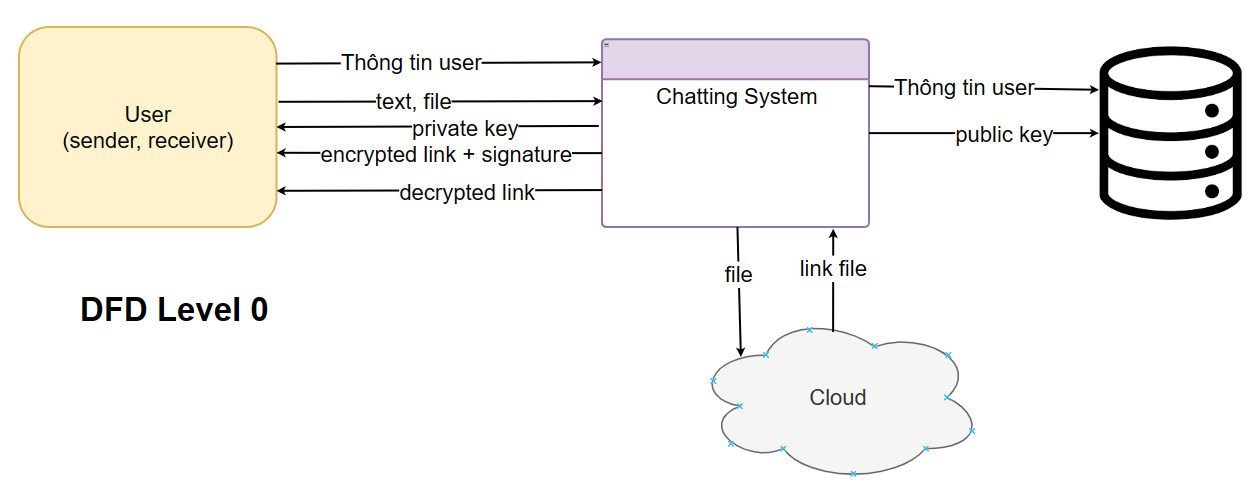 User
(sender, receiver)
Thông tin user
text, file
private key
encrypted link + signature
decrypted link
Chatting System
Thông tin user
public key
file
link file
Cloud
DFD Level 0